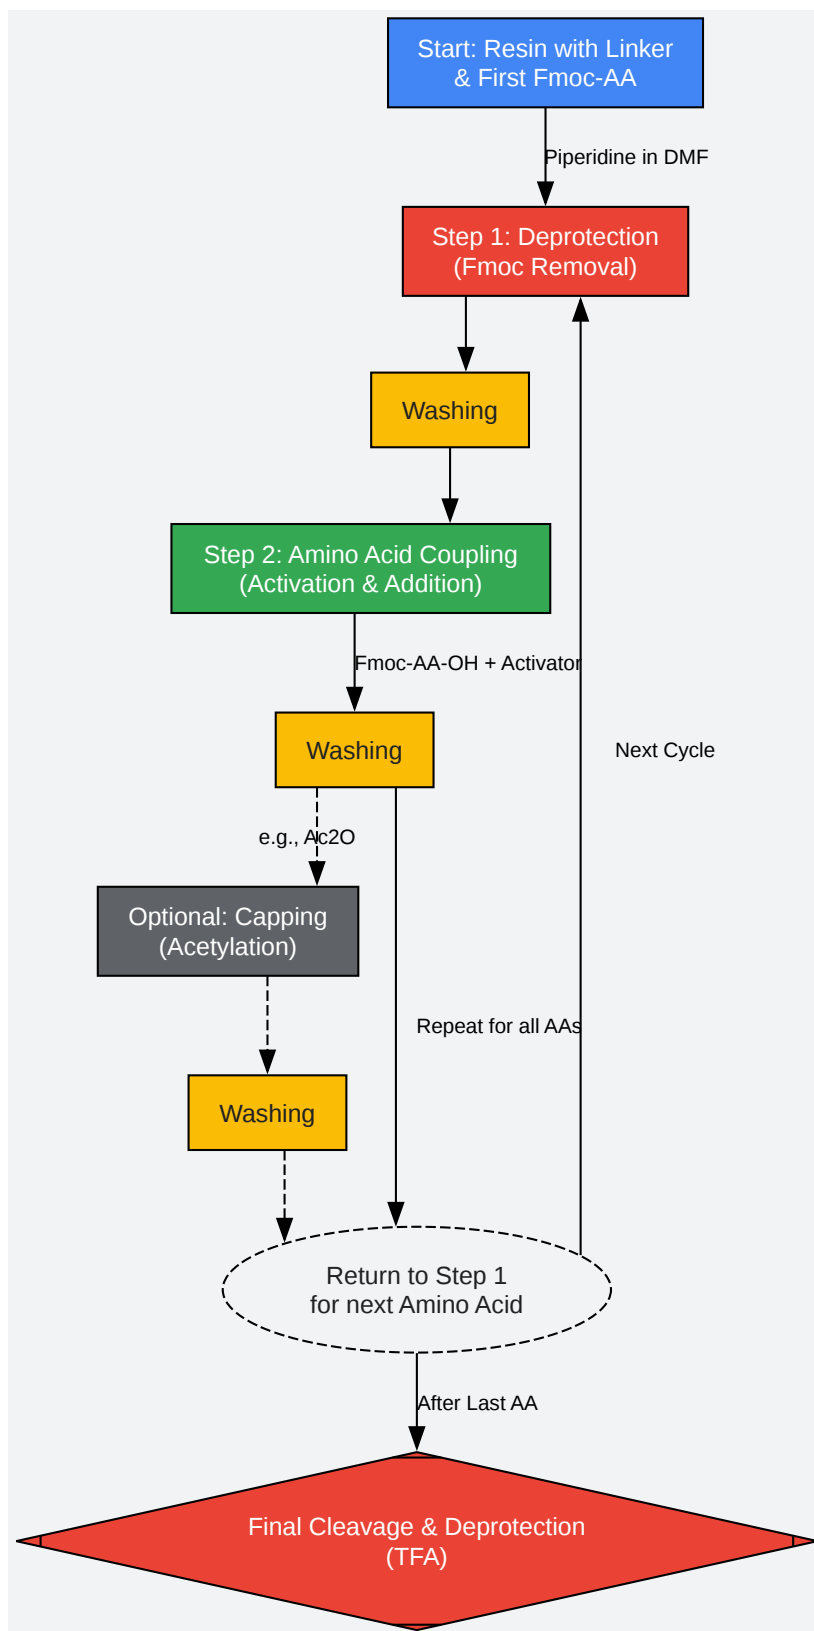 Start: Resin with Linker
& First Fmoc-AA
Piperidine in DMF
Step 1: Deprotection
(Fmoc Removal)
Washing
Step 2: Amino Acid Coupling
(Activation & Addition)
Fmoc-AA-OH + Activator
Washing
Next Cycle
e.g., Ac2O
Optional: Capping
(Acetylation)
Repeat for all AAs
Washing
Return to Step 1
for next Amino Acid
After Last AA
Final Cleavage & Deprotection
(TFA)